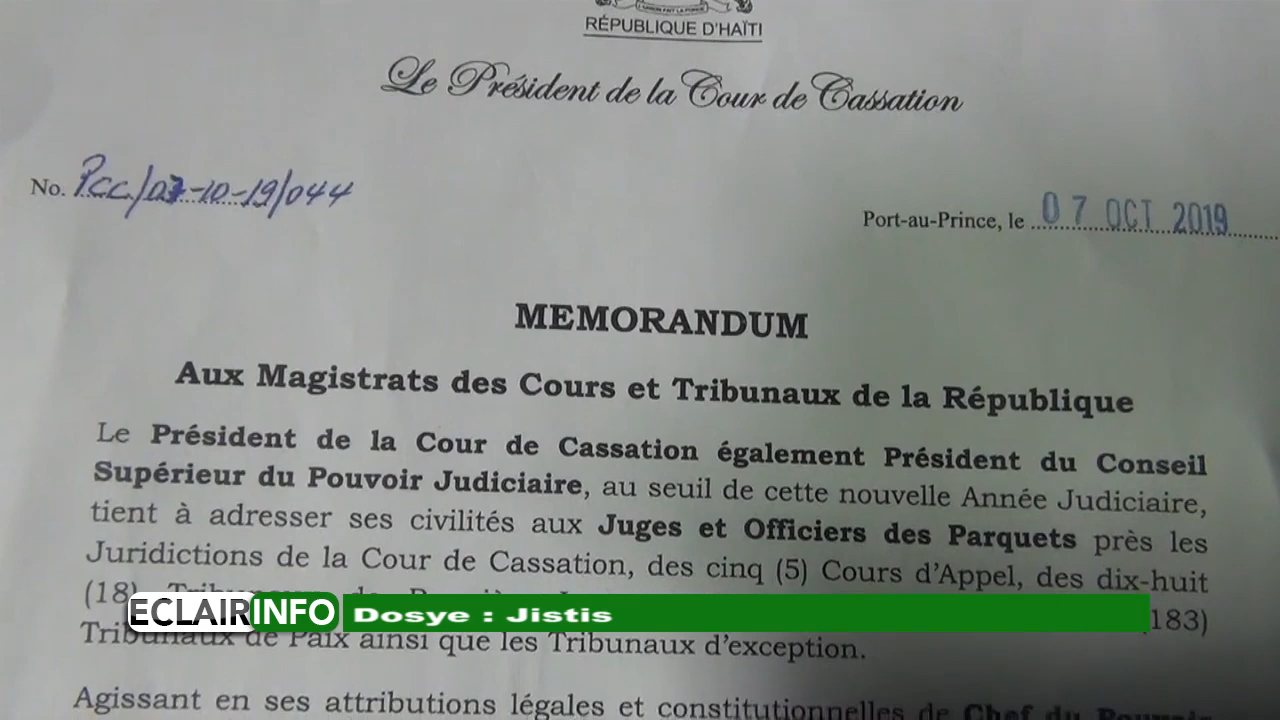 RÉPUBLIQUE D'HAÏTI
Le Président de la Cour de Cassation
No. Pcc/07-10-19/044
Port-au-Prince, le 07 OCT 2019
MEMORANDUM
Aux Magistrats des Cours et Tribunaux de la République
Le Président de la Cour de Cassation également Président du Conseil
Supérieur du Pouvoir Judiciaire, au seuil de cette nouvelle Année Judiciaire,
tient à adresser ses civilités aux Juges et Officiers des Parquets près les
Juridictions de la Cour de Cassation, des cinq (5) Cours d'Appel, des dix-huit
(18) Tribunaux de 183)
ECLAIRINFO Dosye : Jistis
Tribunaux de Paix ainsi que les Tribunaux d'exception.
Agissant en ses attributions légales et constitutionnelles de Chef du Pouvoir